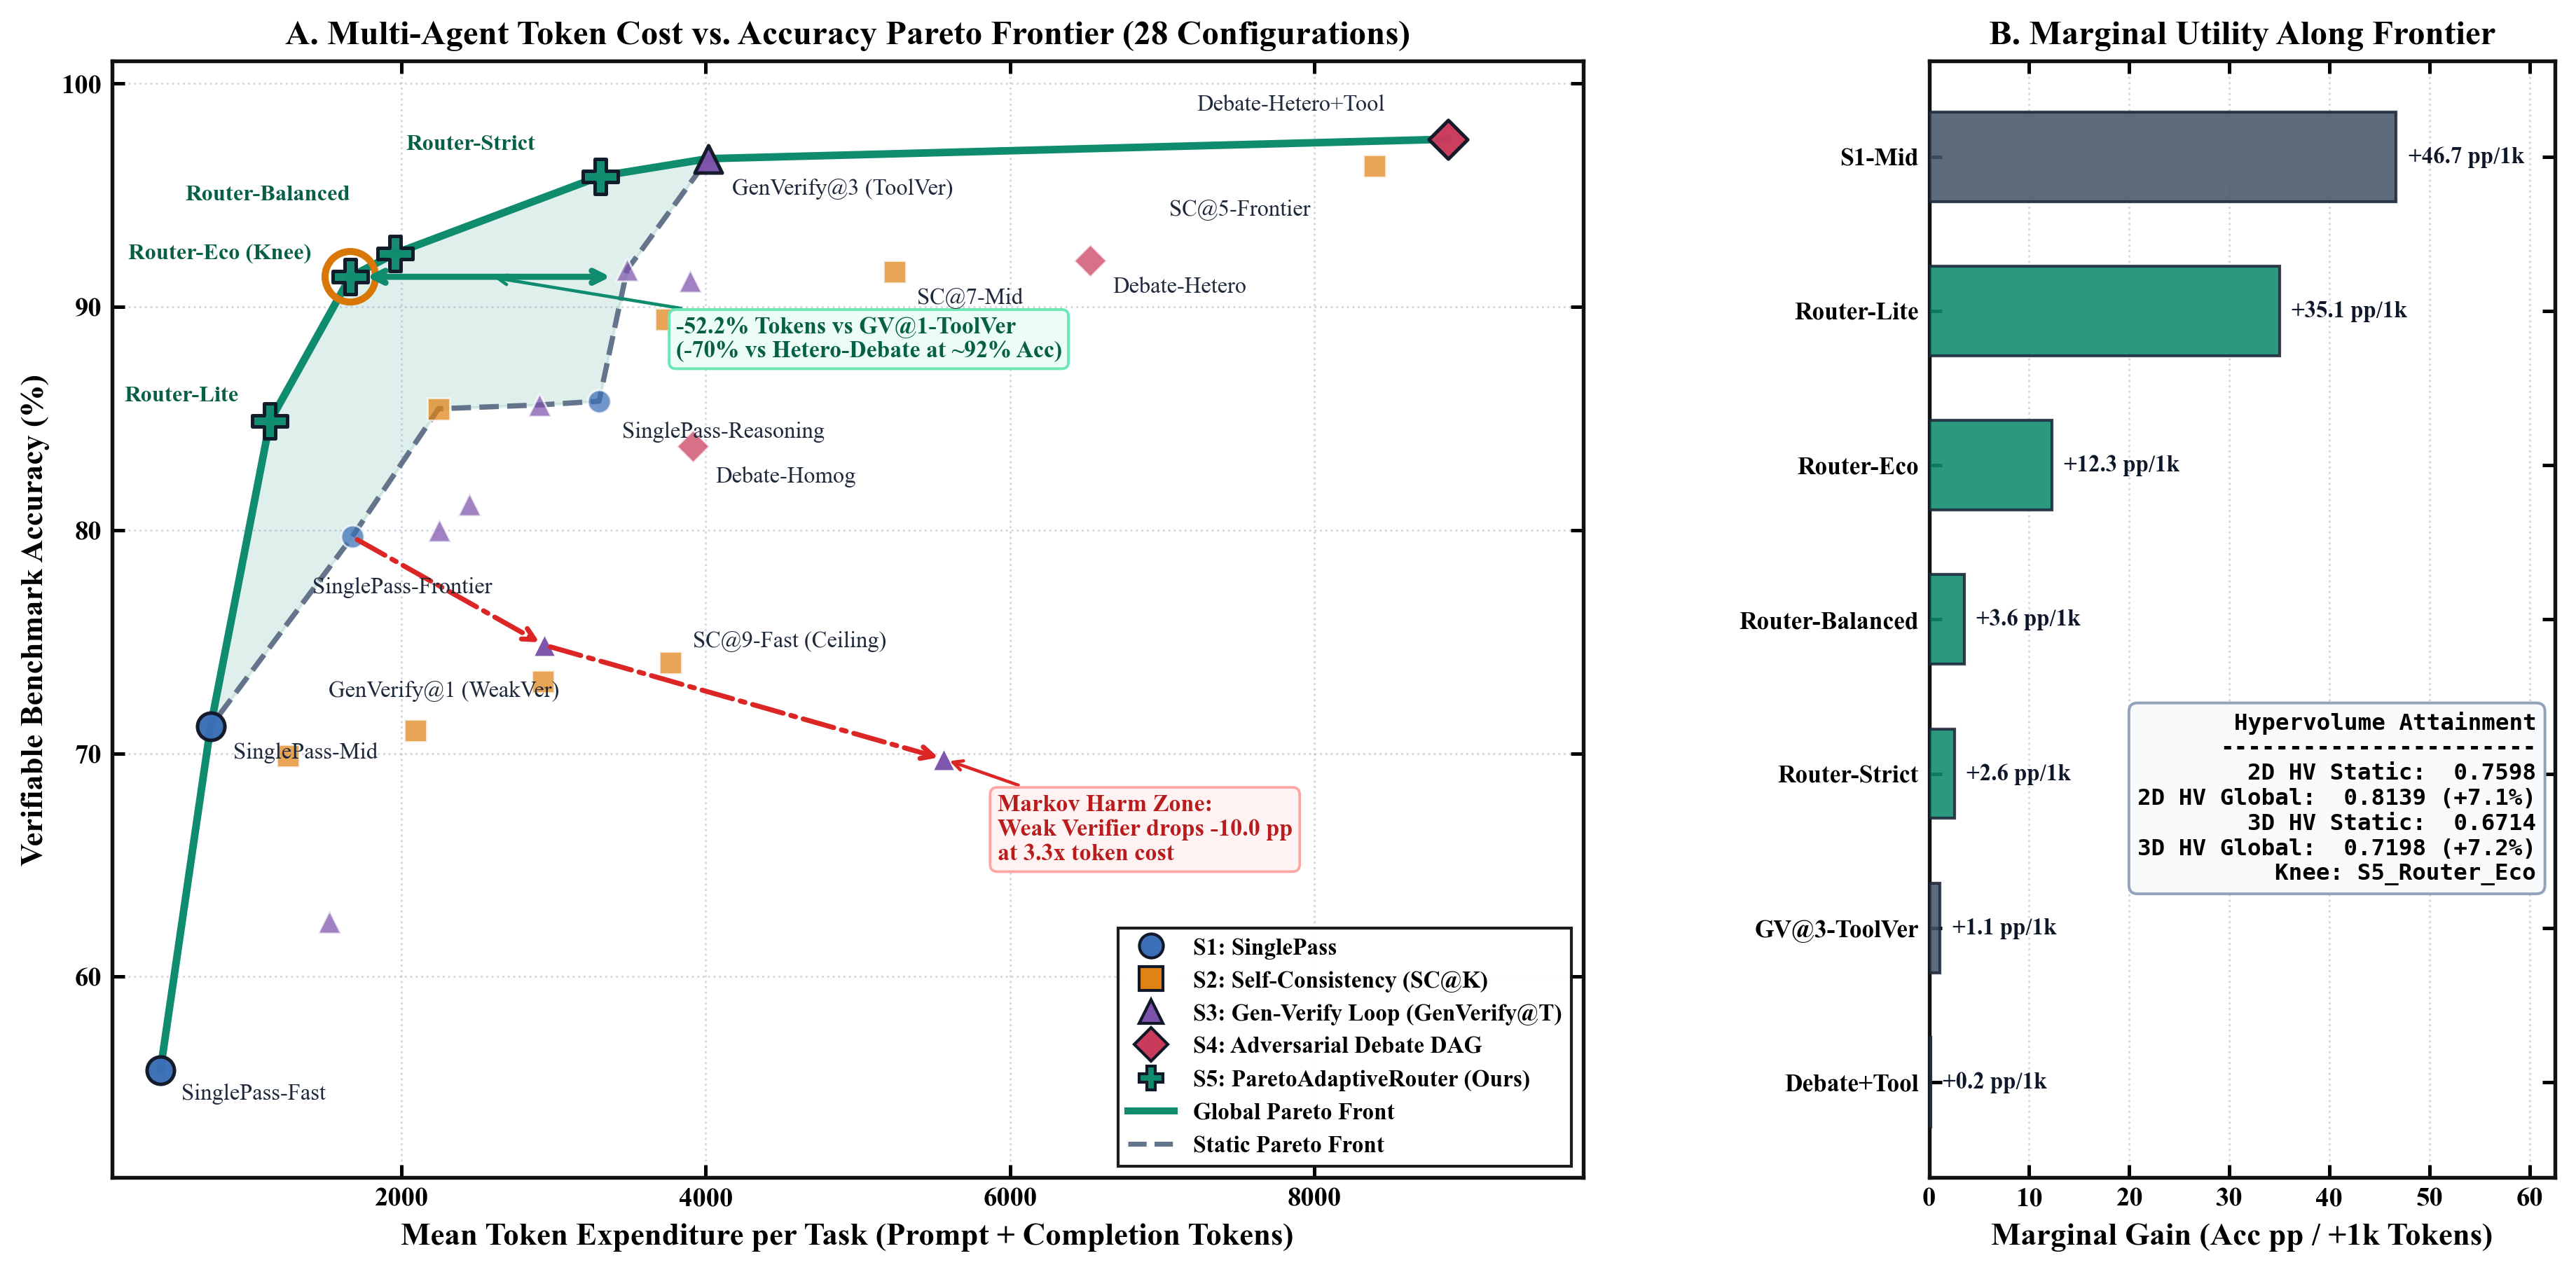 A. Multi-Agent Token Cost vs. Accuracy Pareto Frontier (28 Configurations)
Verifiable Benchmark Accuracy (%)
100
90
80
70
60
2000
4000
6000
8000
Mean Token Expenditure per Task (Prompt + Completion Tokens)
Debate-Hetero+Tool
Router-Strict
GenVerify@3 (ToolVer)
Router-Balanced
SC@5-Frontier
Router-Eco (Knee)
Debate-Hetero
SC@7-Mid
-52.2% Tokens vs GV@1-ToolVer
(-70% vs Hetero-Debate at ~92% Acc)
Router-Lite
SinglePass-Reasoning
Debate-Homog
SinglePass-Frontier
SC@9-Fast (Ceiling)
GenVerify@1 (WeakVer)
SinglePass-Mid
Markov Harm Zone:
Weak Verifier drops -10.0 pp
at 3.3x token cost
SinglePass-Fast
S1: SinglePass
S2: Self-Consistency (SC@K)
S3: Gen-Verify Loop (GenVerify@T)
S4: Adversarial Debate DAG
S5: ParetoAdaptiveRouter (Ours)
Global Pareto Front
Static Pareto Front
B. Marginal Utility Along Frontier
S1-Mid
+46.7 pp/1k
Router-Lite
+35.1 pp/1k
Router-Eco
+12.3 pp/1k
Router-Balanced
+3.6 pp/1k
Router-Strict
+2.6 pp/1k
GV@3-ToolVer
+1.1 pp/1k
Debate+Tool
+0.2 pp/1k
Hypervolume Attainment
-----------------------
2D HV Static: 0.7598
2D HV Global: 0.8139 (+7.1%)
3D HV Static: 0.6714
3D HV Global: 0.7198 (+7.2%)
Knee: S5_Router_Eco
0
10
20
30
40
50
60
Marginal Gain (Acc pp / +1k Tokens)